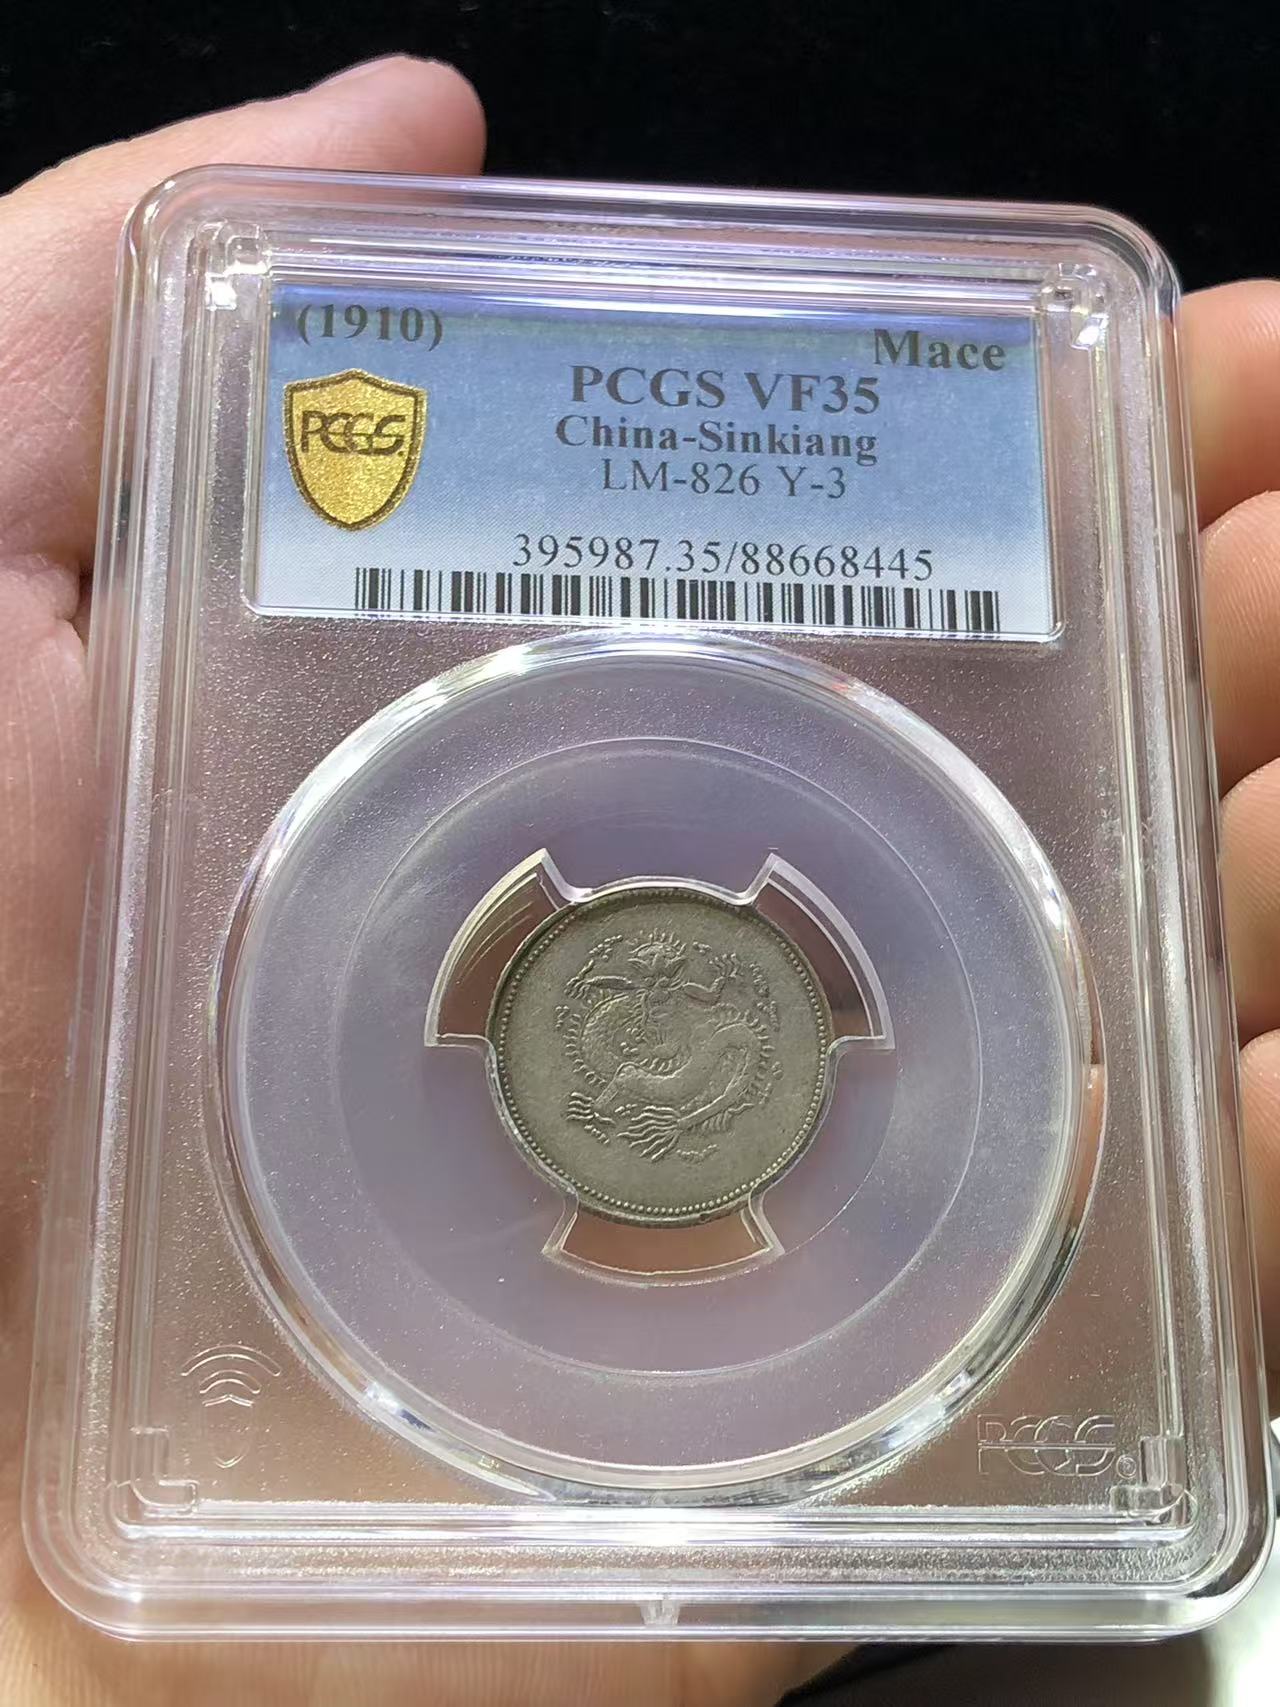 (1910)
Mace
PCGS VF35
China-Sinkiang
LM-826 Y-3
395987.35/88668445
PCGS
PCGS